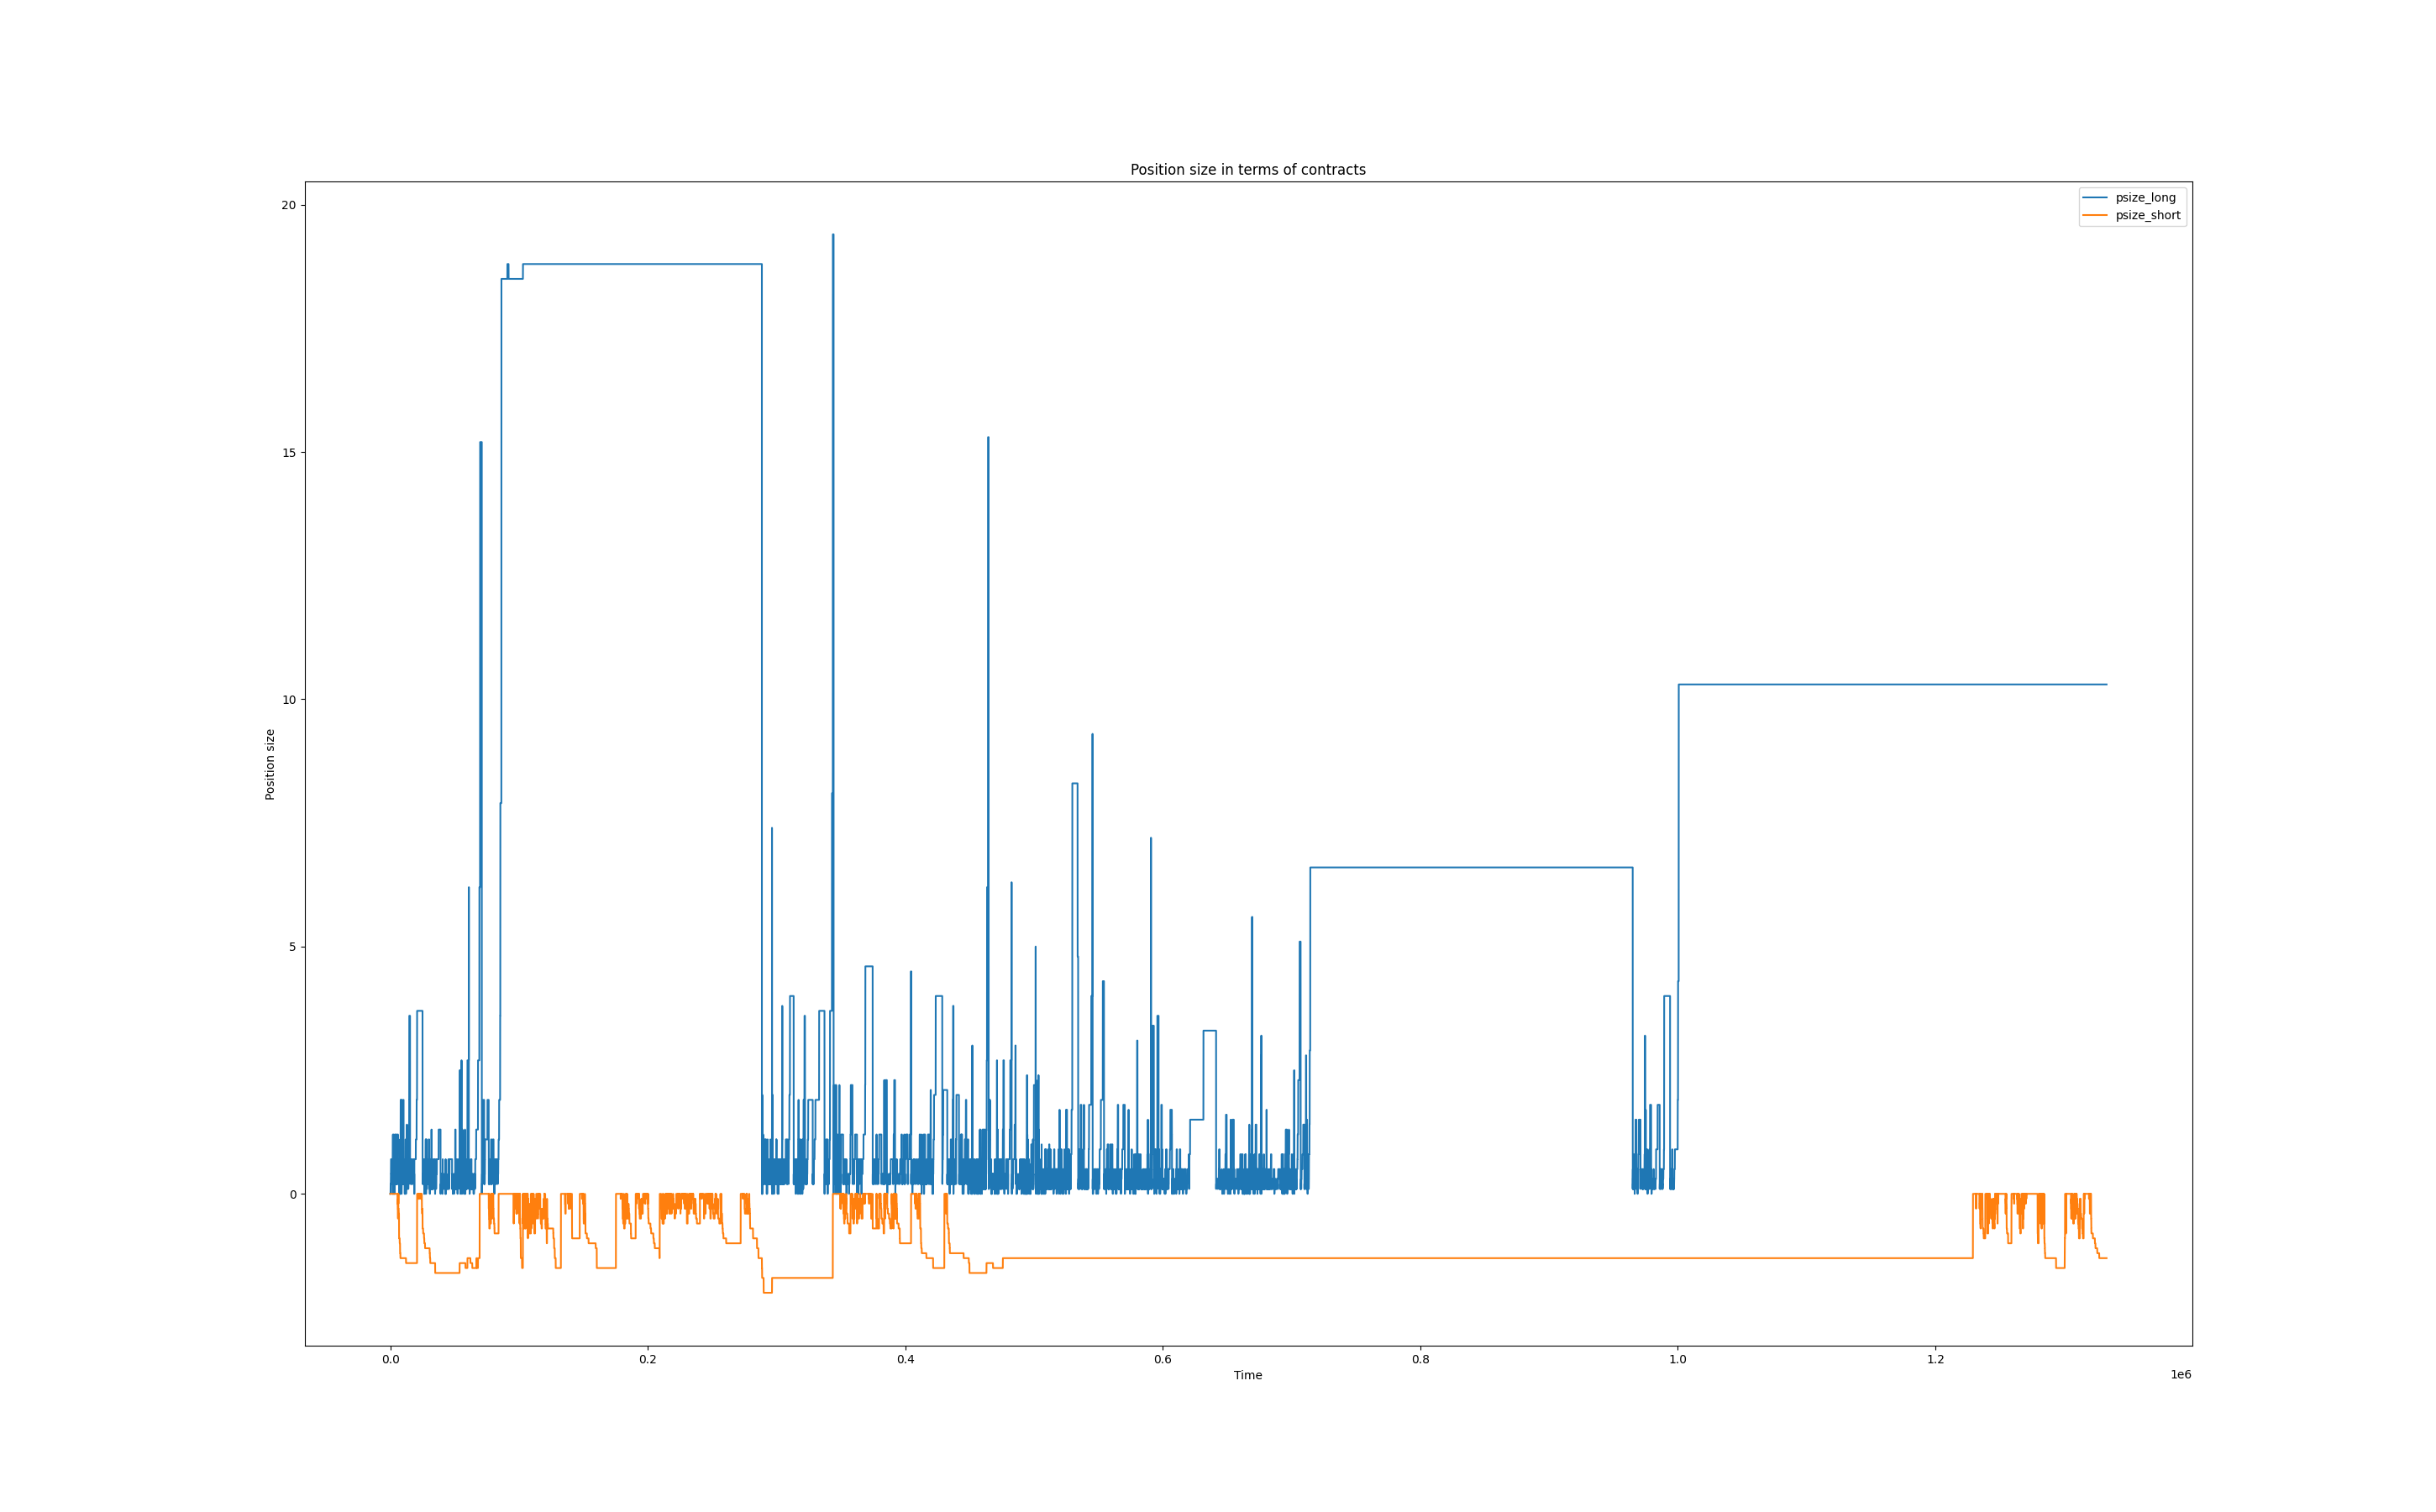 Position size in terms of contracts
psize_long
psize_short
20
15
10
5
0
Position size
0.0 0.2 0.4 0.6 0.8 1.0 1.2
Time
1e6